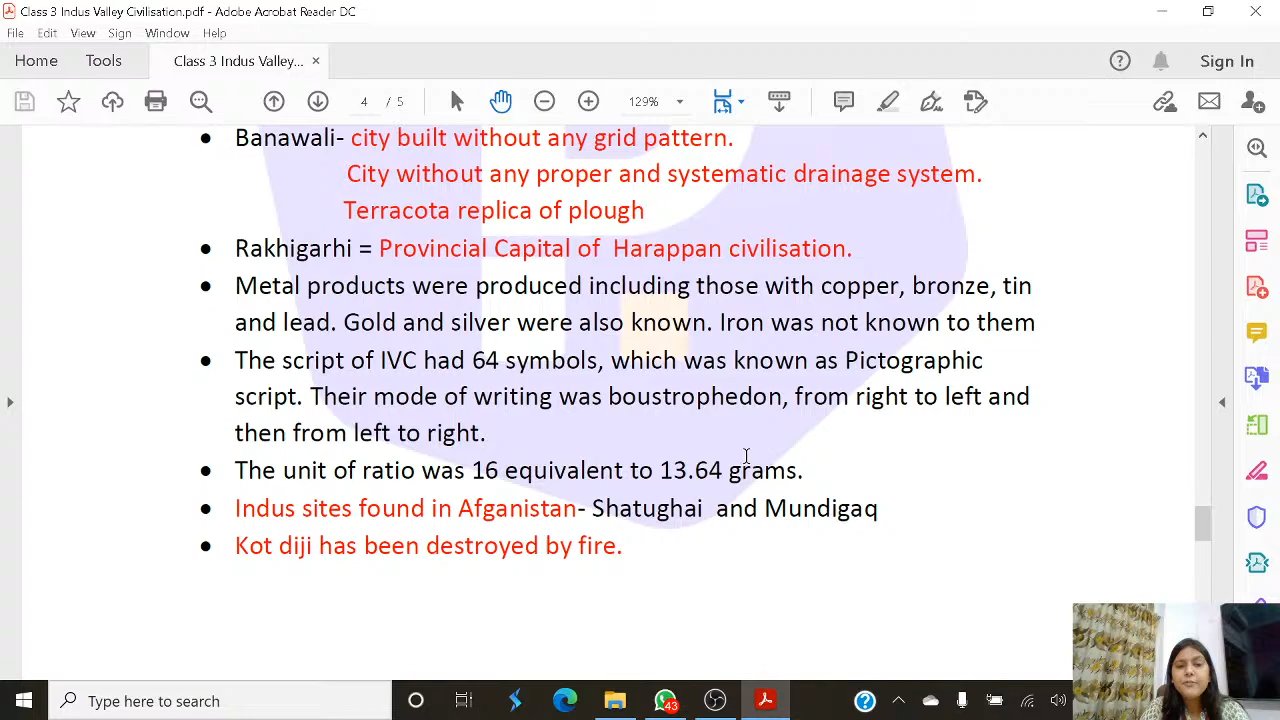 Class 3 Indus Valley Civilisation.pdf - Adobe Acrobat Reader DC
File Edit View Sign Window Help
Home Tools Class 3 Indus Valley... × Sign In
4 / 5 129%
• Banawali- city built without any grid pattern.
City without any proper and systematic drainage system.
Terracota replica of plough
• Rakhigarhi = Provincial Capital of Harappan civilisation.
• Metal products were produced including those with copper, bronze, tin
and lead. Gold and silver were also known. Iron was not known to them
• The script of IVC had 64 symbols, which was known as Pictographic
script. Their mode of writing was boustrophedon, from right to left and
then from left to right.
• The unit of ratio was 16 equivalent to 13.64 grams.
• Indus sites found in Afganistan- Shatughai and Mundigaq
• Kot diji has been destroyed by fire.
Type here to search
43